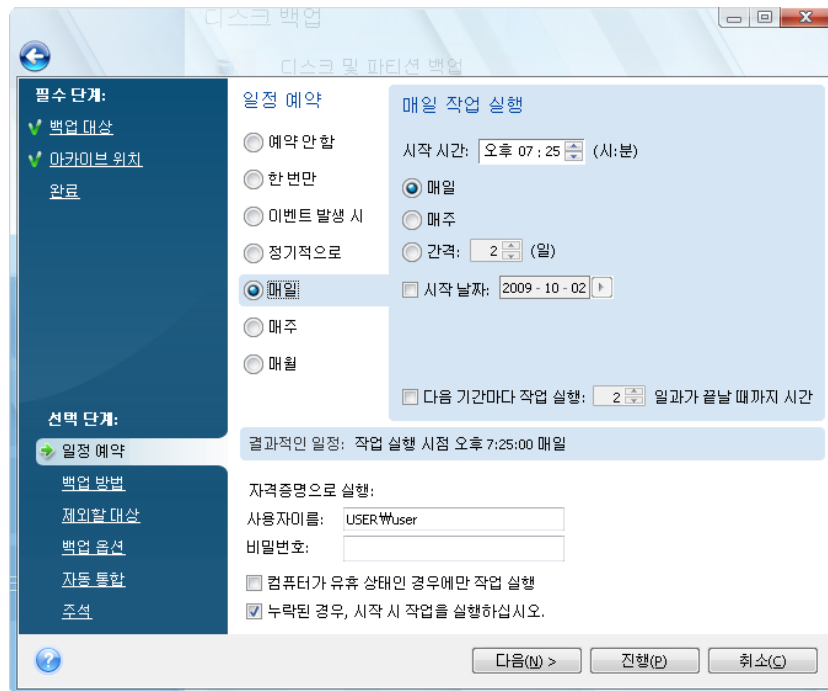 디스크 백업
디스크 및 파티션 백업
필수 단계:
백업 대상
아카이브 위치
완료
선택 단계:
일정 예약
백업 방법
제외할 대상
백업 옵션
자동 통합
주석
일정 예약
예약 안 함
한 번만
이벤트 발생 시
정기적으로
매일
매주
매월
매일 작업 실행
시작 시간: 오후 07 : 25 (시:분)
매일
매주
간격: 2 (일)
시작 날짜: 2009 - 10 - 02
다음 기간마다 작업 실행: 2 일과가 끝날 때까지 시간
결과적인 일정: 작업 실행 시점 오후 7:25:00 매일
자격증명으로 실행:
사용자이름: USER₩user
비밀번호:
컴퓨터가 유휴 상태인 경우에만 작업 실행
누락된 경우, 시작 시 작업을 실행하십시오.
다음(N) > 진행(P) 취소(C)